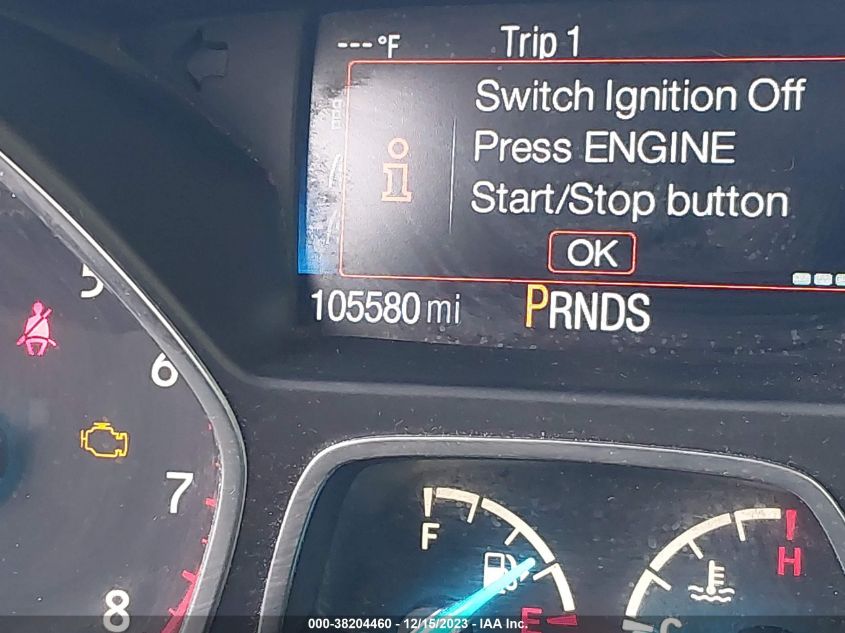 --- °F Trip 1
Switch Ignition Off
Press ENGINE
Start/Stop button
OK
105580 mi PRNDS
5
6
7
8
F
E
H
C
000-38204460 - 12/15/2023 - IAA Inc.